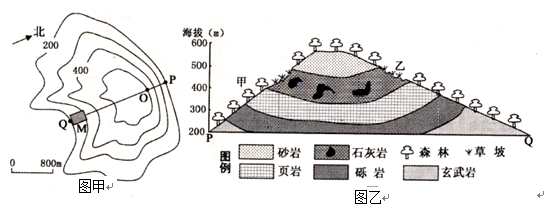 北
200
400
P
O
Q
M
0 800m
图甲
海拔(m)
600
500
400
300
200
甲
乙
P
Q
图例
砂岩
石灰岩
森林
草坡
页岩
砾岩
玄武岩
图乙